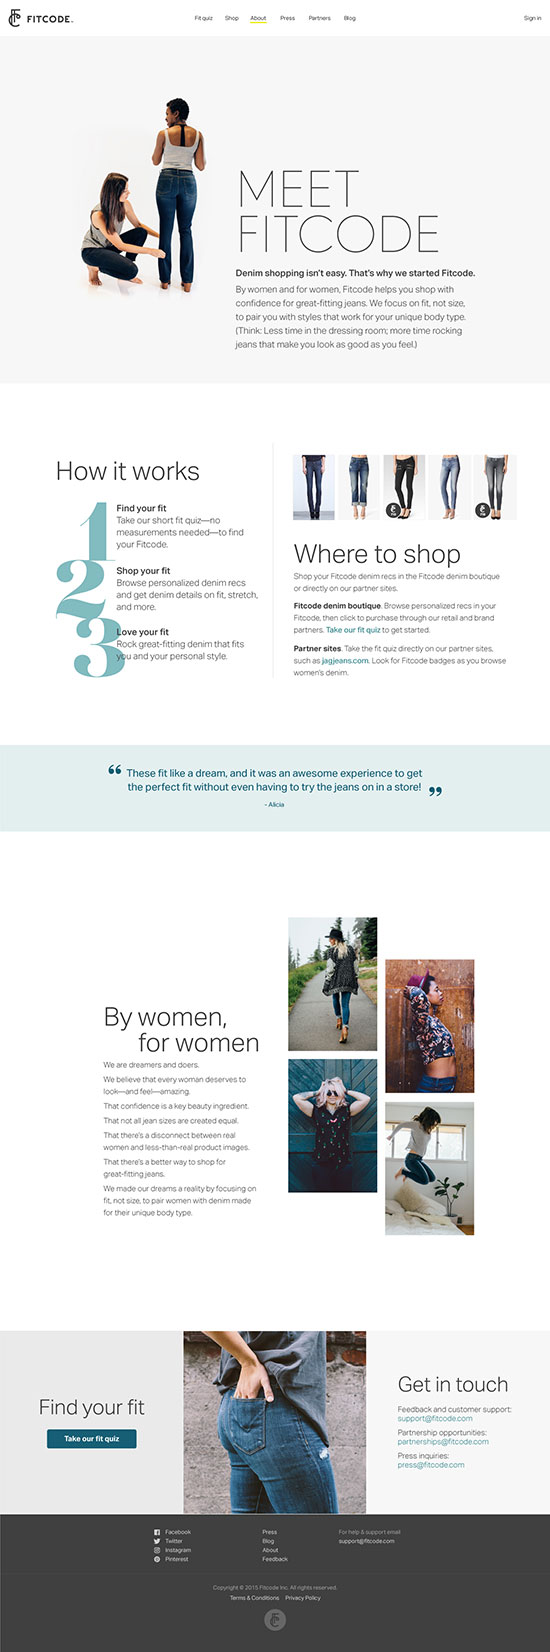 FITCODE
Fit quiz
Shop
About
Press
Partners
Blog
Sign in
MEET
FITCODE
Denim shopping isn't easy. That's why we started Fitcode.
By women and for women, Fitcode helps you shop with
confidence for great-fitting jeans. We focus on fit, not size,
to pair you with styles that work for your unique body type.
(Think: Less time in the dressing room; more time rocking
jeans that make you look as good as you feel.)
How it works
1
Find your fit
Take our short fit quiz—no
measurements needed—to find
your Fitcode.
2
Shop your fit
Browse personalized denim recs
and get denim details on fit, stretch,
and more.
3
Love your fit
Rock great-fitting denim that fits
you and your personal style.
Where to shop
Shop your Fitcode denim recs in the Fitcode denim boutique
or directly on our partner sites.
Fitcode denim boutique. Browse personalized recs in your
Fitcode, then click to purchase through our retail and brand
partners. Take our fit quiz to get started.
Partner sites. Take the fit quiz directly on our partner sites,
such as jagjeans.com. Look for Fitcode badges as you browse
women's denim.
“ These fit like a dream, and it was an awesome experience to get
the perfect fit without even having to try the jeans on in a store! ”
- Alicia
By women,
for women
We are dreamers and doers.
We believe that every woman deserves to
look—and feel—amazing.
That confidence is a key beauty ingredient.
That not all jean sizes are created equal.
That there's a disconnect between real
women and less-than-real product images.
That there's a better way to shop for
great-fitting jeans.
We made our dreams a reality by focusing on
fit, not size, to pair women with denim made
for their unique body type.
Find your fit
Take our fit quiz
Get in touch
Feedback and customer support:
support@fitcode.com
Partnership opportunities:
partnerships@fitcode.com
Press inquiries:
press@fitcode.com
Facebook
Twitter
Instagram
Pinterest
Press
Blog
About
Feedback
For help & support email
support@fitcode.com
Copyright © 2015 Fitcode Inc. All rights reserved.
Terms & Conditions
Privacy Policy